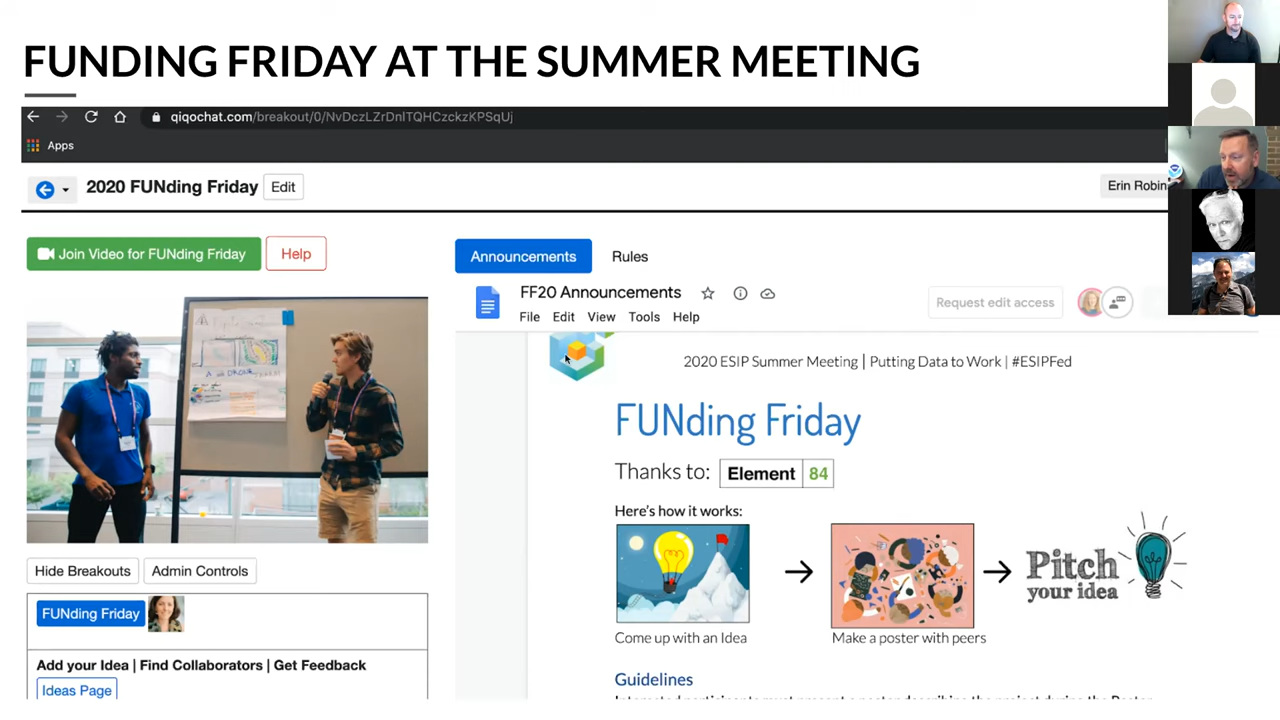 FUNDING FRIDAY AT THE SUMMER MEETING
qiqochat.com/breakout/0/NvDczLZrDnlTQHCzckzKPSqUj
Apps
2020 FUNding Friday Edit
Erin Robin
Join Video for FUNding Friday Help
Announcements Rules
FF20 Announcements
File Edit View Tools Help
Request edit access
2020 ESIP Summer Meeting | Putting Data to Work | #ESIPFed
FUNding Friday
Thanks to: Element 84
Here's how it works:
Pitch
your idea
Come up with an Idea
Make a poster with peers
Guidelines
Hide Breakouts Admin Controls
FUNding Friday
Add your Idea | Find Collaborators | Get Feedback
Ideas Page